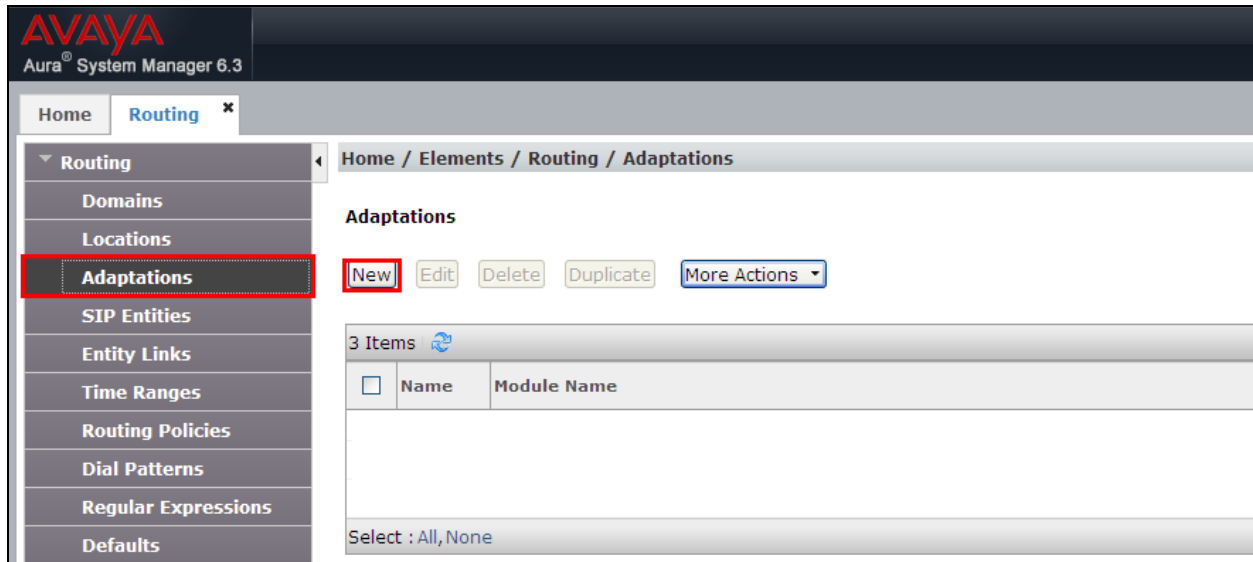 AVAYA
Aura® System Manager 6.3
Home Routing ×
Routing
Home / Elements / Routing / Adaptations
Domains
Locations
Adaptations
SIP Entities
Entity Links
Time Ranges
Routing Policies
Dial Patterns
Regular Expressions
Defaults
Adaptations
New Edit Delete Duplicate More Actions
3 Items
Name Module Name
Select : All, None